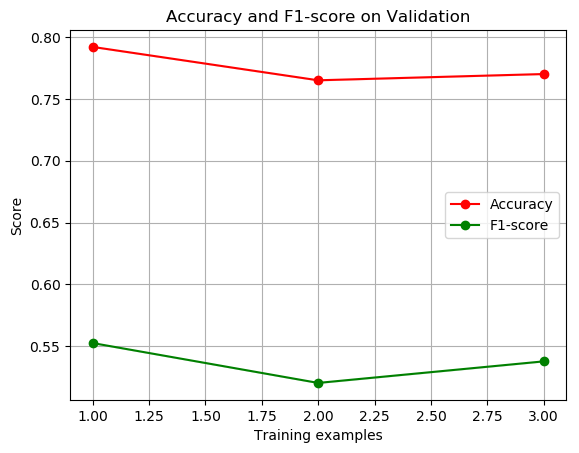 Accuracy and F1-score on Validation
0.80
0.75
0.70
0.65
0.60
0.55
Score
Accuracy
F1-score
1.00 1.25 1.50 1.75 2.00 2.25 2.50 2.75 3.00
Training examples